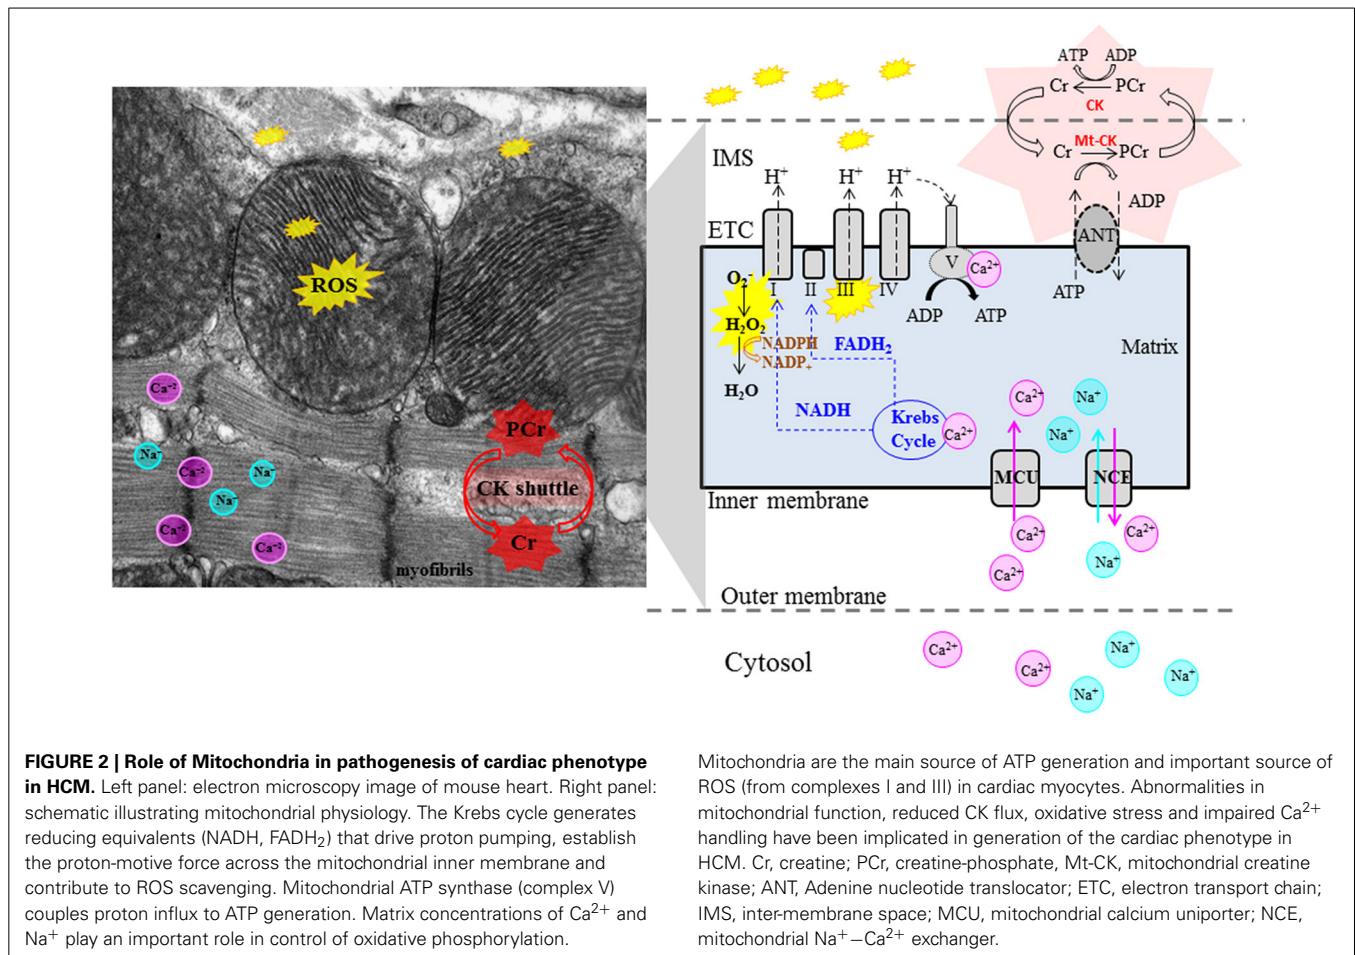 ROS
Ca⁺²
Na⁺
Ca⁺²
Na⁺
Na⁺
Ca⁺²
Ca⁺²
PCr
CK shuttle
Cr
myofibrils
ATP ADP
Cr PCr
CK
Mt-CK
Cr PCr
ADP
ANT
ATP
IMS
H⁺ H⁺ H⁺
ETC
V
Ca²⁺
O₂⁻
I II III IV
ADP ATP
H₂O₂
NADPH
NADP₊
FADH₂
Matrix
H₂O
NADH
Krebs
Cycle
Ca²⁺
Ca²⁺
Na⁺
Na⁺
MCU NCE
Inner membrane
Ca²⁺
Ca²⁺
Na⁺
Ca²⁺
Outer membrane
Cytosol
Ca²⁺
Ca²⁺
Na⁺
Na⁺
Na⁺
FIGURE 2 | Role of Mitochondria in pathogenesis of cardiac phenotype
in HCM. Left panel: electron microscopy image of mouse heart. Right panel:
schematic illustrating mitochondrial physiology. The Krebs cycle generates
reducing equivalents (NADH, FADH₂) that drive proton pumping, establish
the proton-motive force across the mitochondrial inner membrane and
contribute to ROS scavenging. Mitochondrial ATP synthase (complex V)
couples proton influx to ATP generation. Matrix concentrations of Ca²⁺ and
Na⁺ play an important role in control of oxidative phosphorylation.
Mitochondria are the main source of ATP generation and important source of
ROS (from complexes I and III) in cardiac myocytes. Abnormalities in
mitochondrial function, reduced CK flux, oxidative stress and impaired Ca²⁺
handling have been implicated in generation of the cardiac phenotype in
HCM. Cr, creatine; PCr, creatine-phosphate, Mt-CK, mitochondrial creatine
kinase; ANT, Adenine nucleotide translocator; ETC, electron transport chain;
IMS, inter-membrane space; MCU, mitochondrial calcium uniporter; NCE,
mitochondrial Na⁺–Ca²⁺ exchanger.